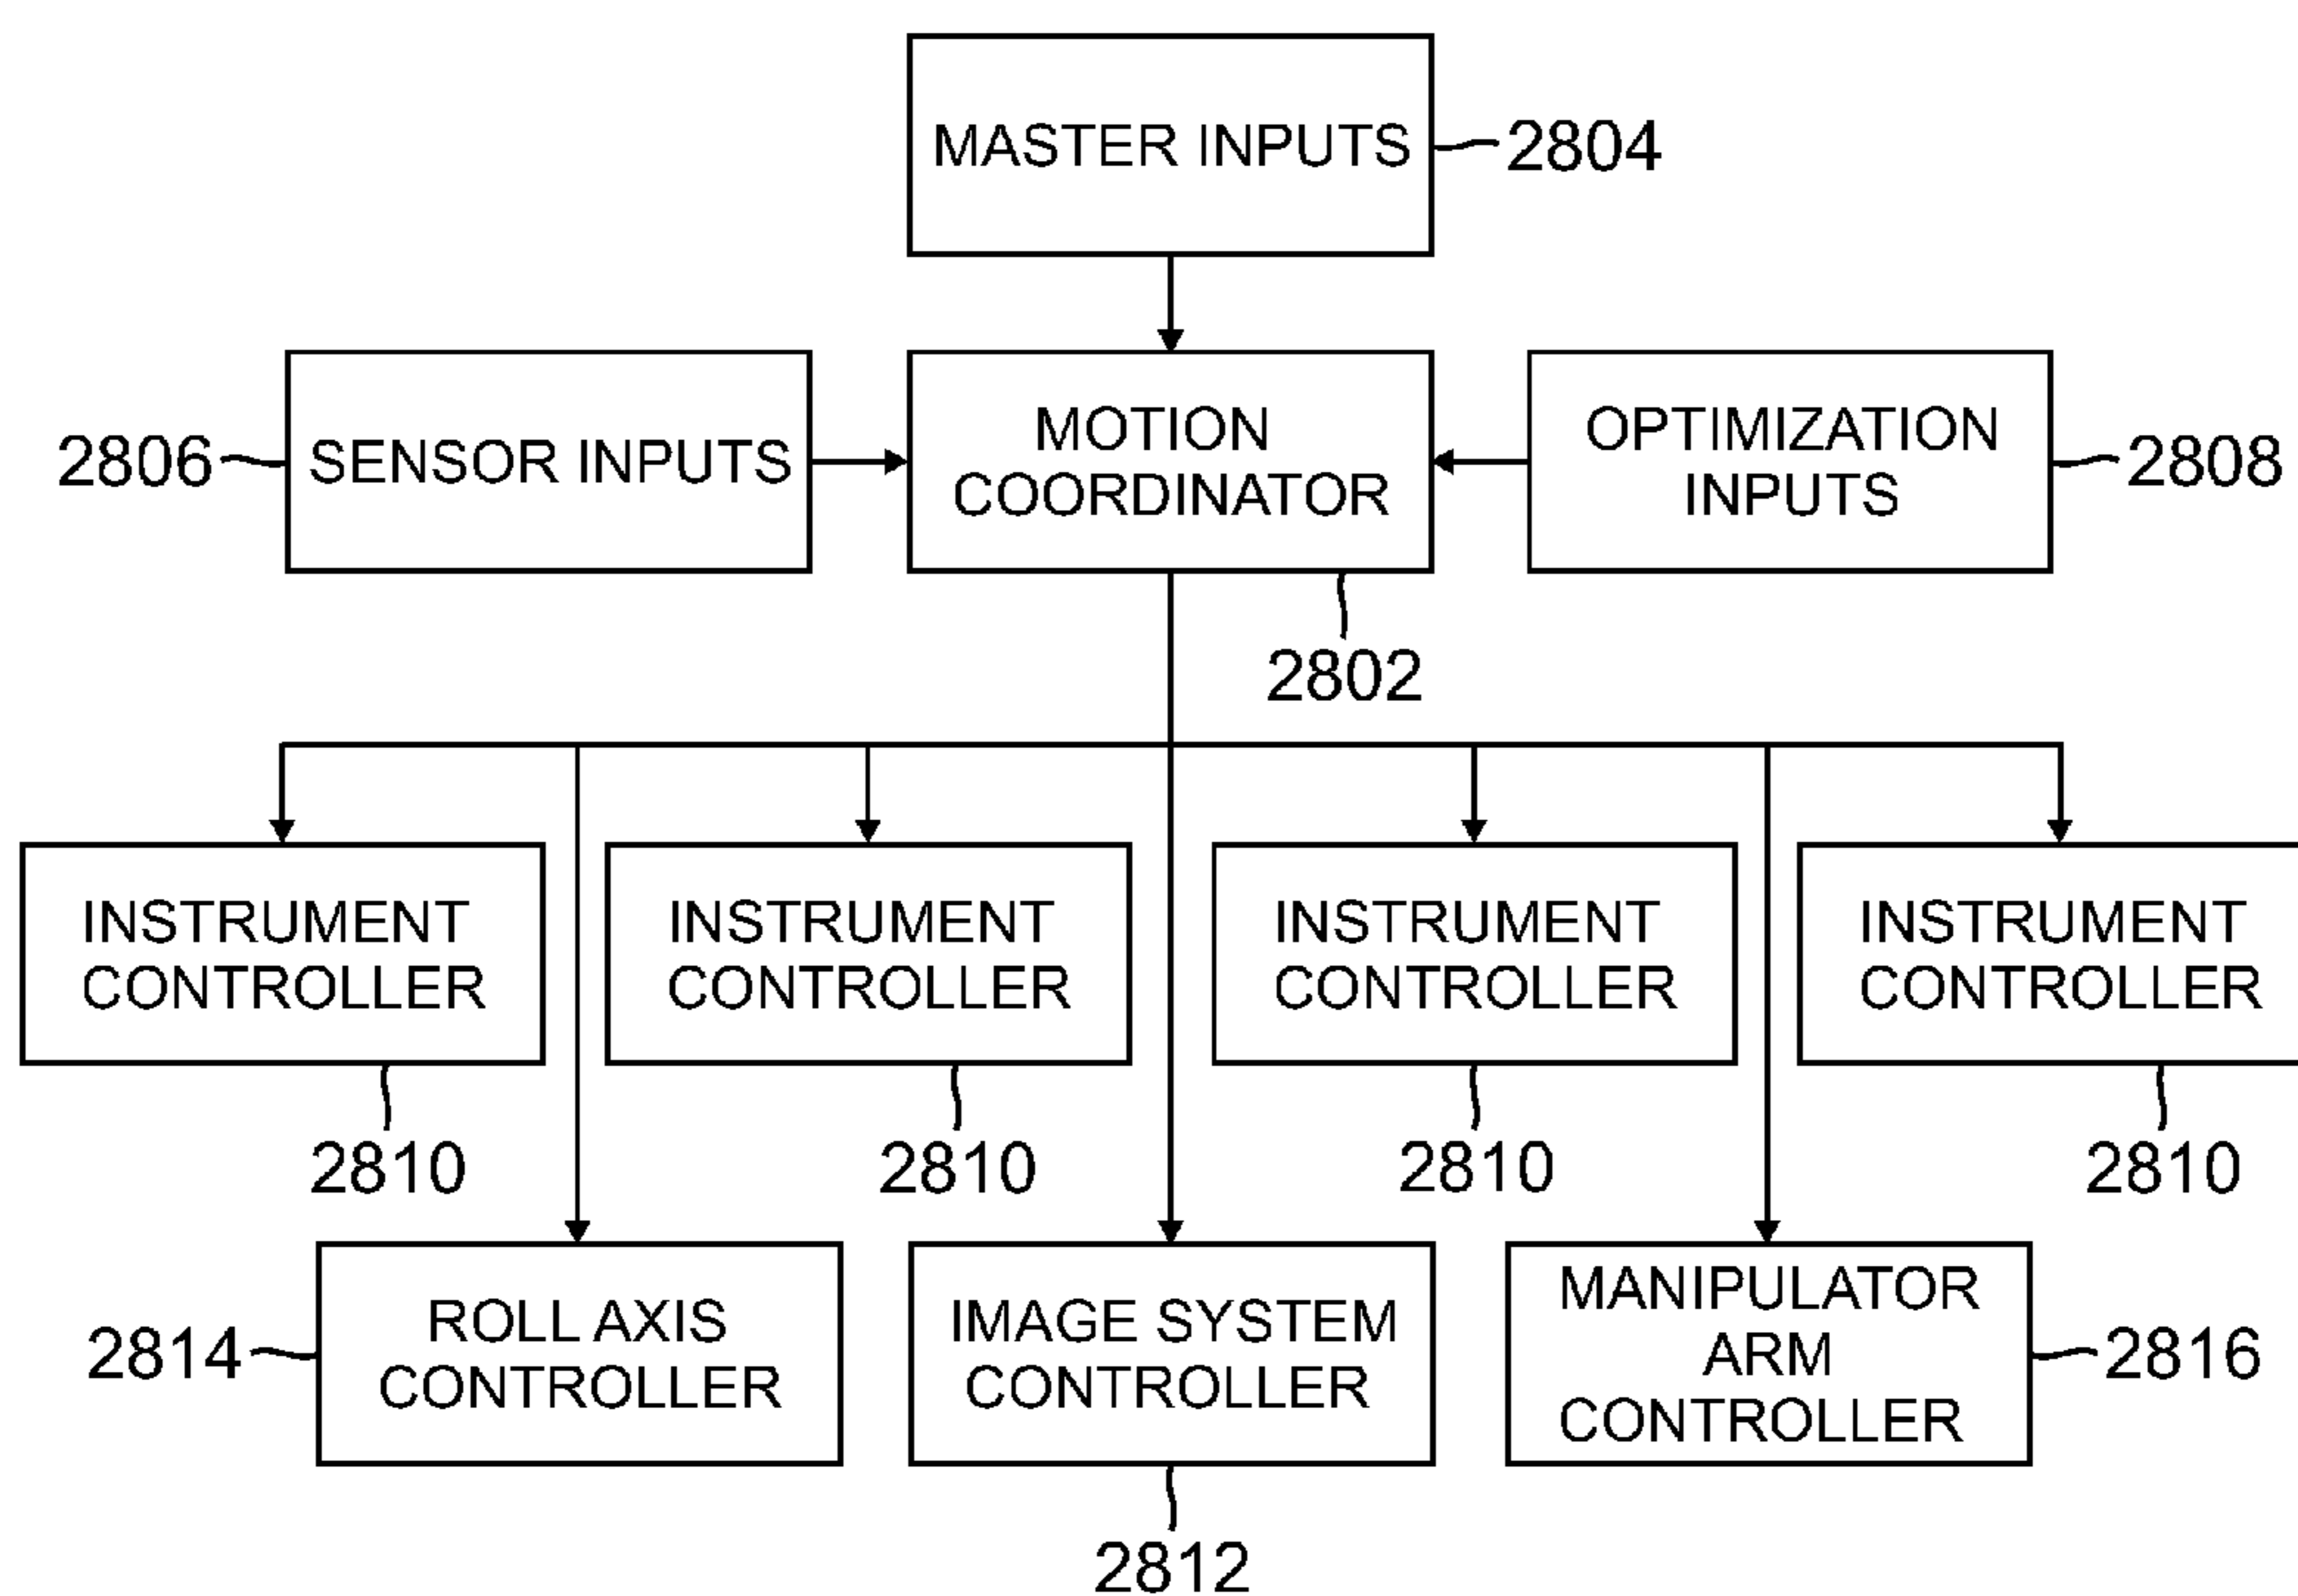 MASTER INPUTS
2804
2806
SENSOR INPUTS
MOTION
COORDINATOR
OPTIMIZATION
INPUTS
2808
2802
INSTRUMENT
CONTROLLER
INSTRUMENT
CONTROLLER
INSTRUMENT
CONTROLLER
INSTRUMENT
CONTROLLER
2810
2810
2810
2810
2814
ROLL AXIS
CONTROLLER
IMAGE SYSTEM
CONTROLLER
MANIPULATOR
ARM
CONTROLLER
2816
2812